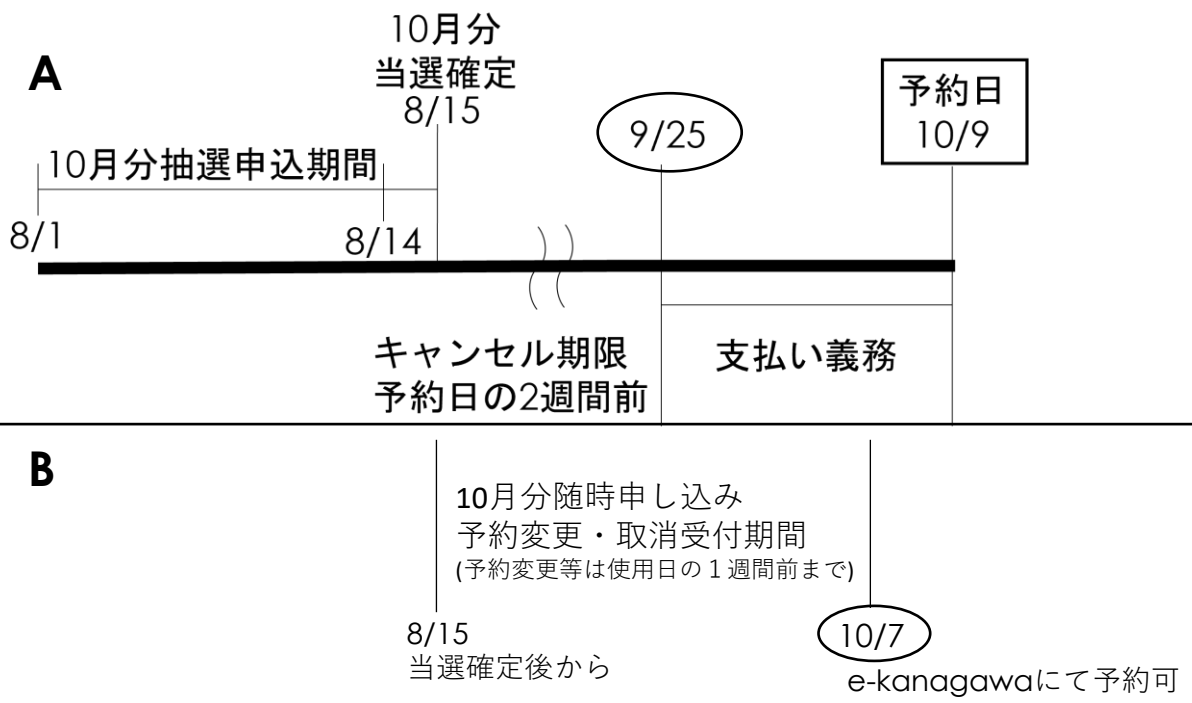 A
10月分
当選確定
8/15
10月分抽選申込期間
8/1
8/14
9/25
予約日
10/9
キャンセル期限
予約日の2週間前
支払い義務
B
10月分随時申し込み
予約変更・取消受付期間
(予約変更等は使用日の１週間前まで)
8/15
当選確定後から
10/7
e-kanagawaにて予約可